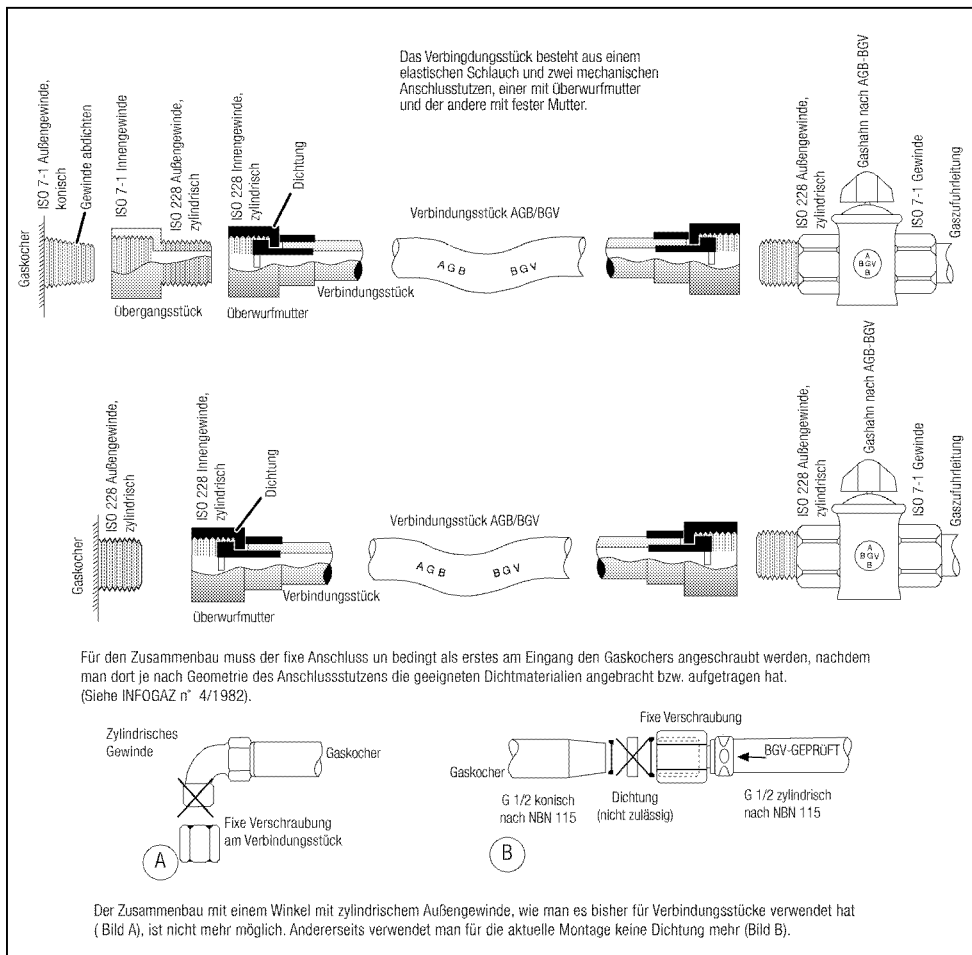 Das Verbingdungsstück besteht aus einem
elastischen Schlauch und zwei mechanischen
Anschlusstutzen, einer mit überwurfmutter
und der andere mit fester Mutter.
Gaskocher
ISO 7-1 Außengewinde,
konisch
Gewinde abdichten
ISO 7-1 Innengewinde
ISO 228 Außengewinde,
zylindrisch
ISO 228 Innengewinde,
zylindrisch
Dichtung
Verbindungsstück AGB/BGV
AGB BGV
ISO 228 Außengewinde,
zylindrisch
Gashahn nach AGB-BGV
ISO 7-1 Gewinde
Gaszufuhrleitung
A
BGV
B
Verbindungsstück
übergangsstück
überwurfmutter
Gaskocher
ISO 228 Außengewinde,
zylindrisch
ISO 228 Innengewinde,
zylindrisch
Dichtung
Verbindungsstück AGB/BGV
AGB BGV
ISO 228 Außengewinde,
zylindrisch
Gashahn nach AGB-BGV
ISO 7-1 Gewinde
Gaszufuhrleitung
A
BGV
B
Verbindungsstück
überwurfmutter
Für den Zusammenbau muss der fixe Anschluss un bedingt als erstes am Eingang den Gaskochers angeschraubt werden, nachdem
man dort je nach Geometrie des Anschlussstutzens die geeigneten Dichtmaterialien angebracht bzw. aufgetragen hat.
(Siehe INFOGAZ n° 4/1982).
Zylindrisches
Gewinde
Gaskocher
Fixe Verschraubung
am Verbindungsstück
A
Fixe Verschraubung
BGV-GEPRÜFT
Gaskocher
G 1/2 konisch
nach NBN 115
Dichtung
(nicht zulässig)
G 1/2 zylindrisch
nach NBN 115
B
Der Zusammenbau mit einem Winkel mit zylindrischem Außengewinde, wie man es bisher für Verbindungsstücke verwendet hat
( Bild A), ist nicht mehr möglich. Andererseits verwendet man für die aktuelle Montage keine Dichtung mehr (Bild B).